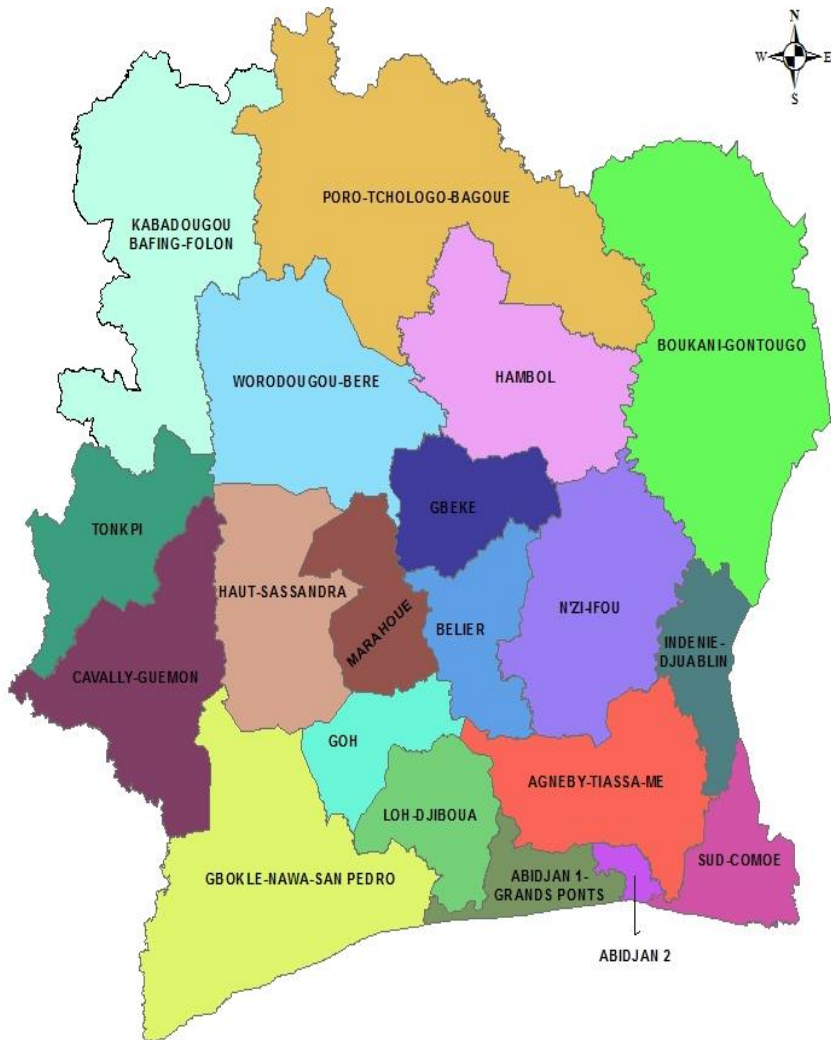 N
W E
S
PORO-TCHOLOGO-BAGOUE
KABADOUGOU
BAFING-FOLON
BOUKANI-GONTOUGO
WORODOUGOU-BERE
HAMBOL
GBEKE
TONKPI
HAUT-SASSANDRA
N'ZI-IFOU
BELIER
MARAHOUE
INDENIE-
DJUABLIN
CAVALLY-GUEMON
GOH
AGNEBY-TIASSA-ME
LOH-DJIBOUA
SUD-COMOE
GBOKLE-NAWA-SAN PEDRO
ABIDJAN 1-
GRANDS PONTS
ABIDJAN 2